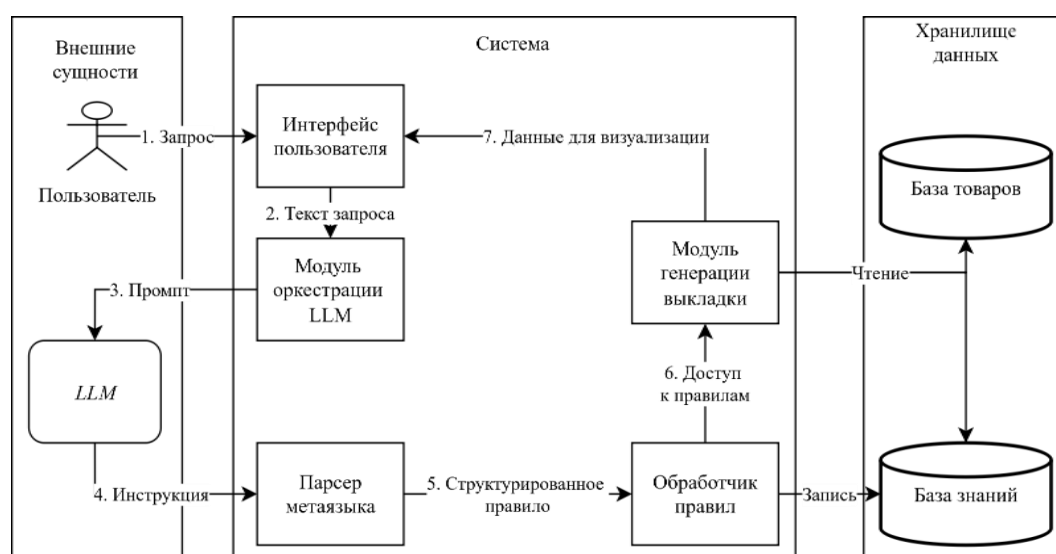 Внешние
сущности
Система
Хранилище
данных
Пользователь
1. Запрос
Интерфейс
пользователя
7. Данные для визуализации
База товаров
2. Текст запроса
Модуль
оркестрации
LLM
3. Промпт
Модуль
генерации
выкладки
Чтение
LLM
6. Доступ
к правилам
4. Инструкция
Парсер
метаязыка
5. Структурированное
правило
Обработчик
правил
Запись
База знаний